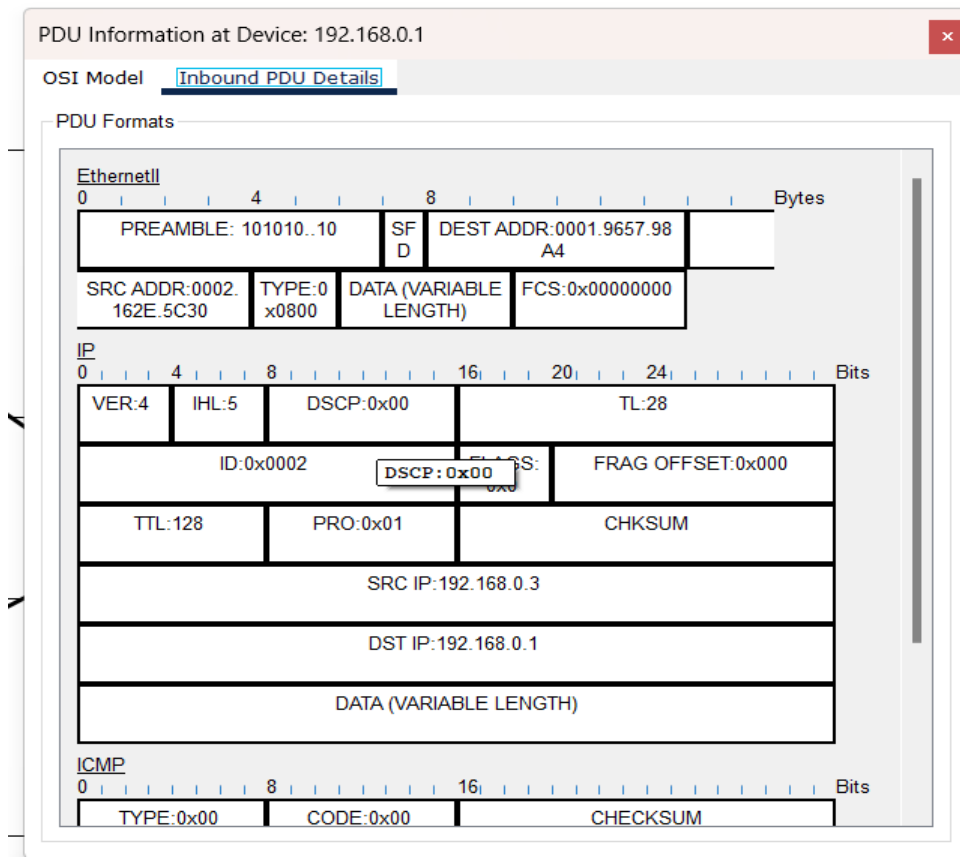 PDU Information at Device: 192.168.0.1
×
OSI Model Inbound PDU Details
PDU Formats
EthernetII
0 4 8 Bytes
PREAMBLE: 101010..10 SF DEST ADDR:0001.9657.98
D A4
SRC ADDR:0002. TYPE:0 DATA (VARIABLE FCS:0x00000000
162E.5C30 x0800 LENGTH)
IP
0 4 8 16 20 24 Bits
VER:4 IHL:5 DSCP:0x00 TL:28
ID:0x0002 GS: FRAG OFFSET:0x000
DSCP:0x00
TTL:128 PRO:0x01 CHKSUM
SRC IP:192.168.0.3
DST IP:192.168.0.1
DATA (VARIABLE LENGTH)
ICMP
0 8 16 Bits
TYPE:0x00 CODE:0x00 CHECKSUM